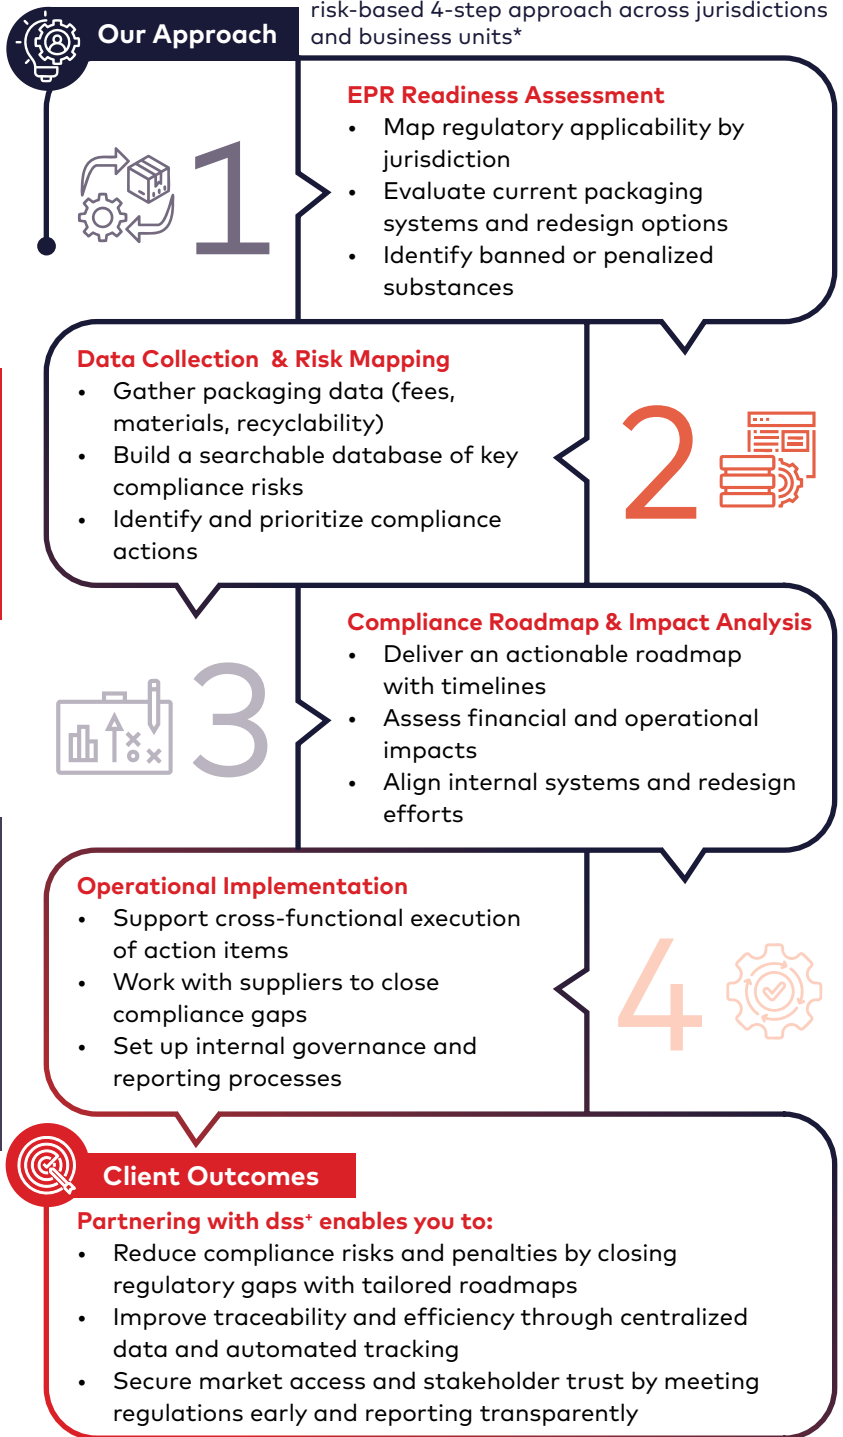 risk-based 4-step approach across jurisdictions
Our Approach
and business units*
1
EPR Readiness Assessment
• Map regulatory applicability by
jurisdiction
• Evaluate current packaging
systems and redesign options
• Identify banned or penalized
substances
Data Collection & Risk Mapping
• Gather packaging data (fees,
materials, recyclability)
• Build a searchable database of key
compliance risks
• Identify and prioritize compliance
actions
2
3
Compliance Roadmap & Impact Analysis
• Deliver an actionable roadmap
with timelines
• Assess financial and operational
impacts
• Align internal systems and redesign
efforts
Operational Implementation
• Support cross-functional execution
of action items
• Work with suppliers to close
compliance gaps
• Set up internal governance and
reporting processes
4
Client Outcomes
Partnering with dss+ enables you to:
• Reduce compliance risks and penalties by closing
regulatory gaps with tailored roadmaps
• Improve traceability and efficiency through centralized
data and automated tracking
• Secure market access and stakeholder trust by meeting
regulations early and reporting transparently